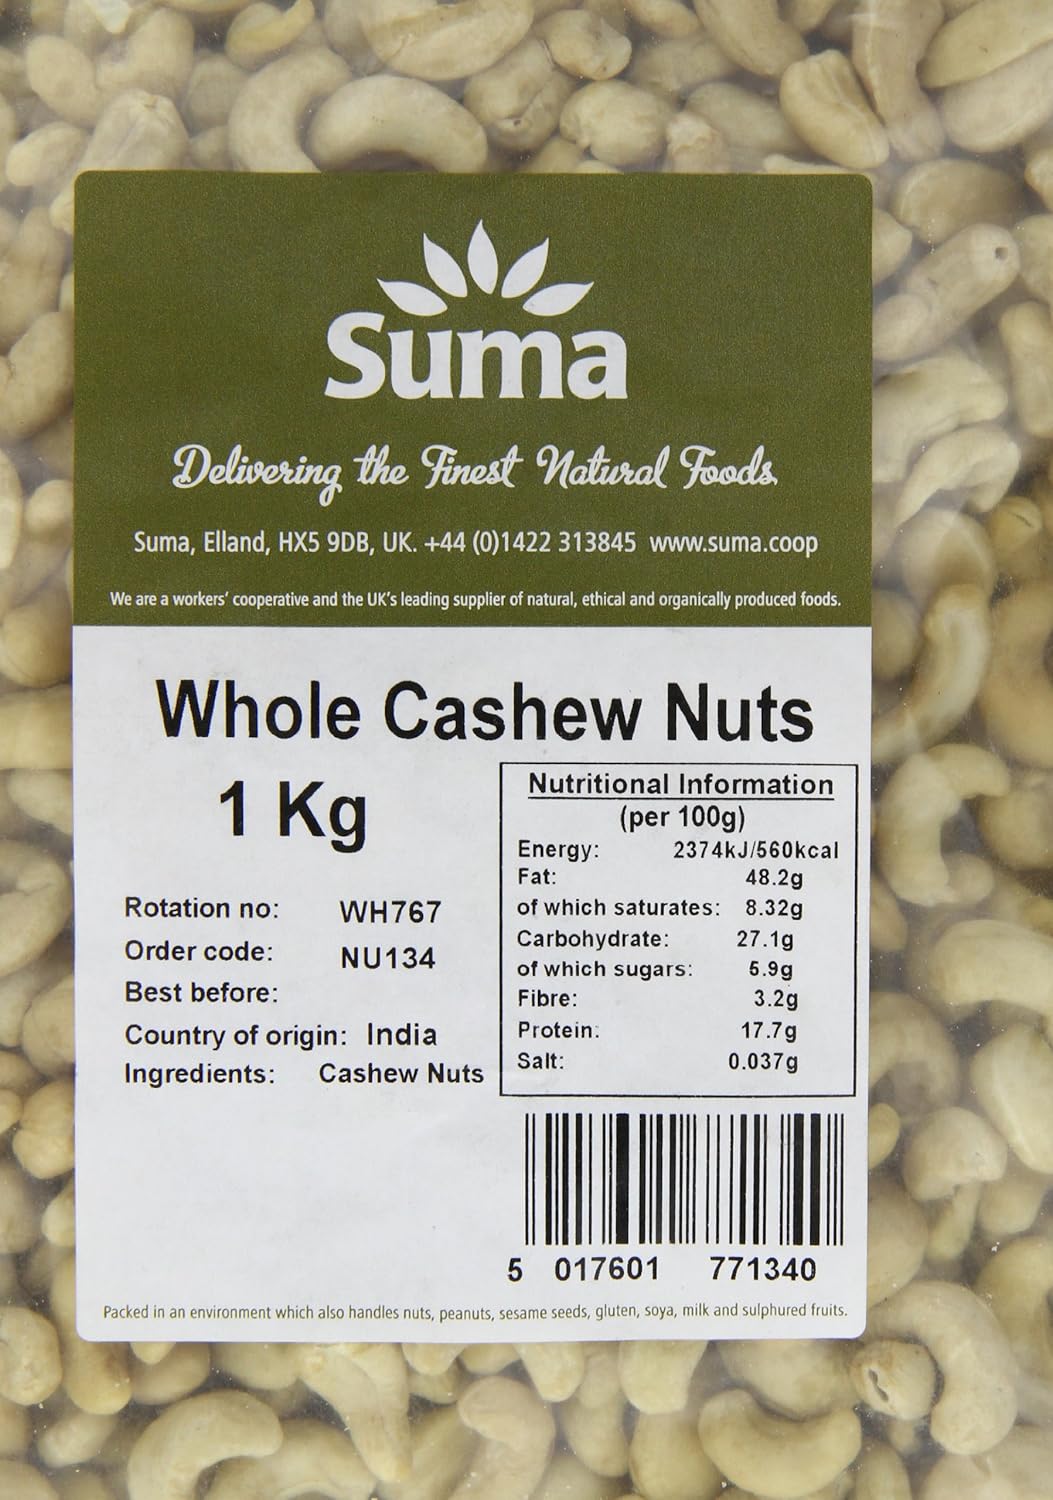 Suma
Delivering the Finest Natural Foods
Suma, Elland, HX5 9DB, UK. +44 (0)1422 313845 www.suma.coop
We are a workers' cooperative and the UK's leading supplier of natural, ethical and organically produced foods.
Whole Cashew Nuts
1 Kg
Rotation no: WH767
Order code: NU134
Best before:
Country of origin: India
Ingredients: Cashew Nuts
Nutritional Information
(per 100g)
Energy: 2374kJ/560kcal
Fat: 48.2g
of which saturates: 8.32g
Carbohydrate: 27.1g
of which sugars: 5.9g
Fibre: 3.2g
Protein: 17.7g
Salt: 0.037g
5 017601 771340
Packed in an environment which also handles nuts, peanuts, sesame seeds, gluten, soya, milk and sulphured fruits.